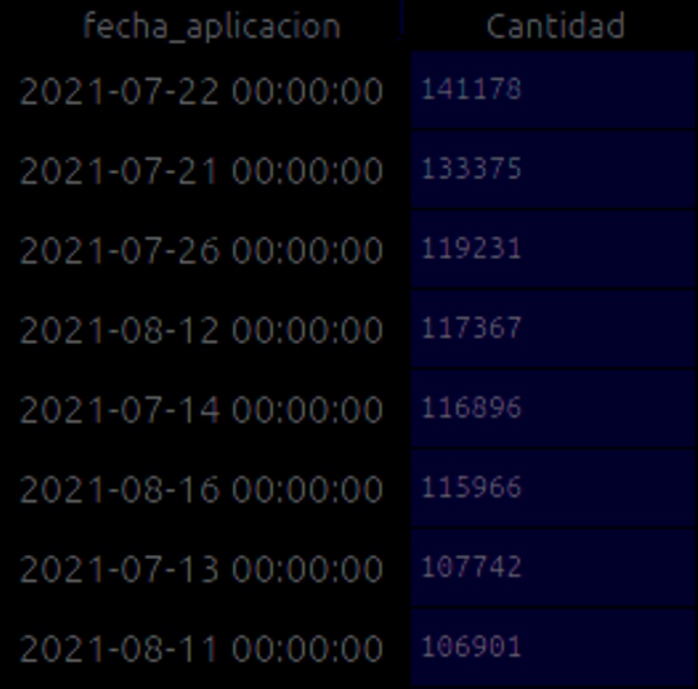 fecha_aplicacion Cantidad
2021-07-22 00:00:00 141178
2021-07-21 00:00:00 133375
2021-07-26 00:00:00 119231
2021-08-12 00:00:00 117367
2021-07-14 00:00:00 116896
2021-08-16 00:00:00 115966
2021-07-13 00:00:00 107742
2021-08-11 00:00:00 106901